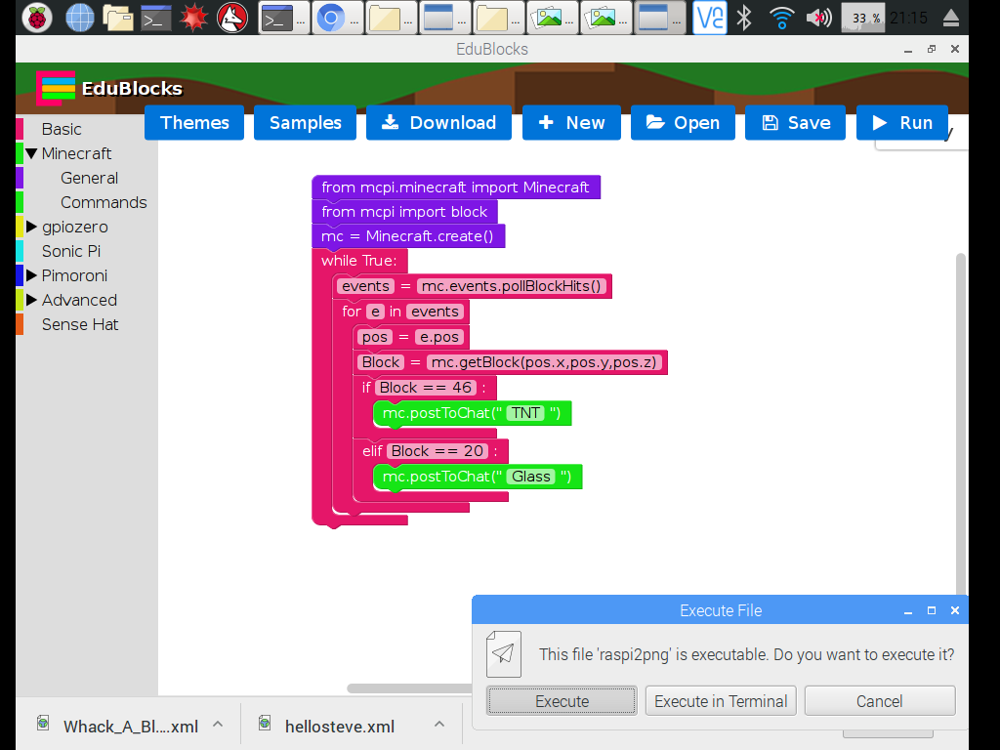 ... ... ... ... ... ... ... ... VNC 33 % 21:15
EduBlocks
EduBlocks
Themes Samples Download + New Open Save Run
y
Basic
Minecraft
General
Commands
gpiozero
Sonic Pi
Pimoroni
Advanced
Sense Hat
from mcpi.minecraft import Minecraft
from mcpi import block
mc = Minecraft.create()
while True:
events = mc.events.pollBlockHits()
for e in events
pos = e.pos
Block = mc.getBlock(pos.x,pos.y,pos.z)
if Block == 46 :
mc.postToChat(" TNT ")
elif Block == 20 :
mc.postToChat(" Glass ")
Execute File
This file 'raspi2png' is executable. Do you want to execute it?
Execute Execute in Terminal Cancel
Whack_A_Bl....xml hellosteve.xml